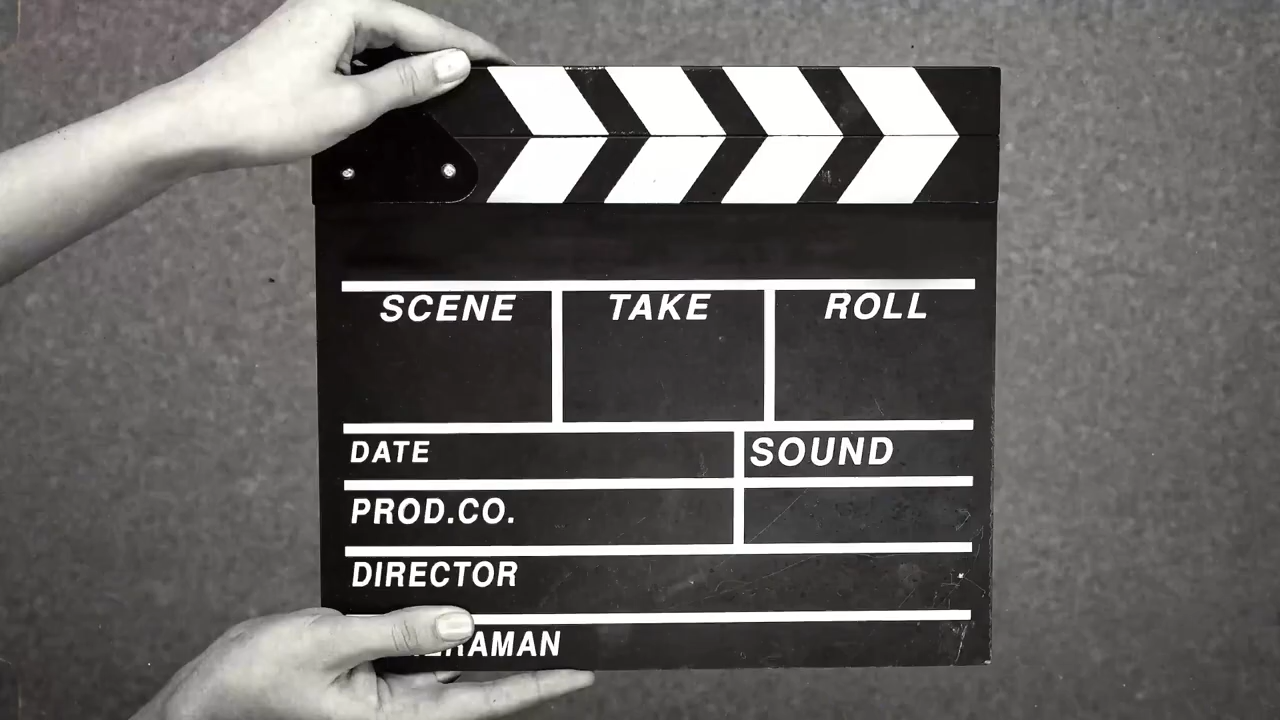 SCENE TAKE ROLL
DATE SOUND
PROD.CO.
DIRECTOR